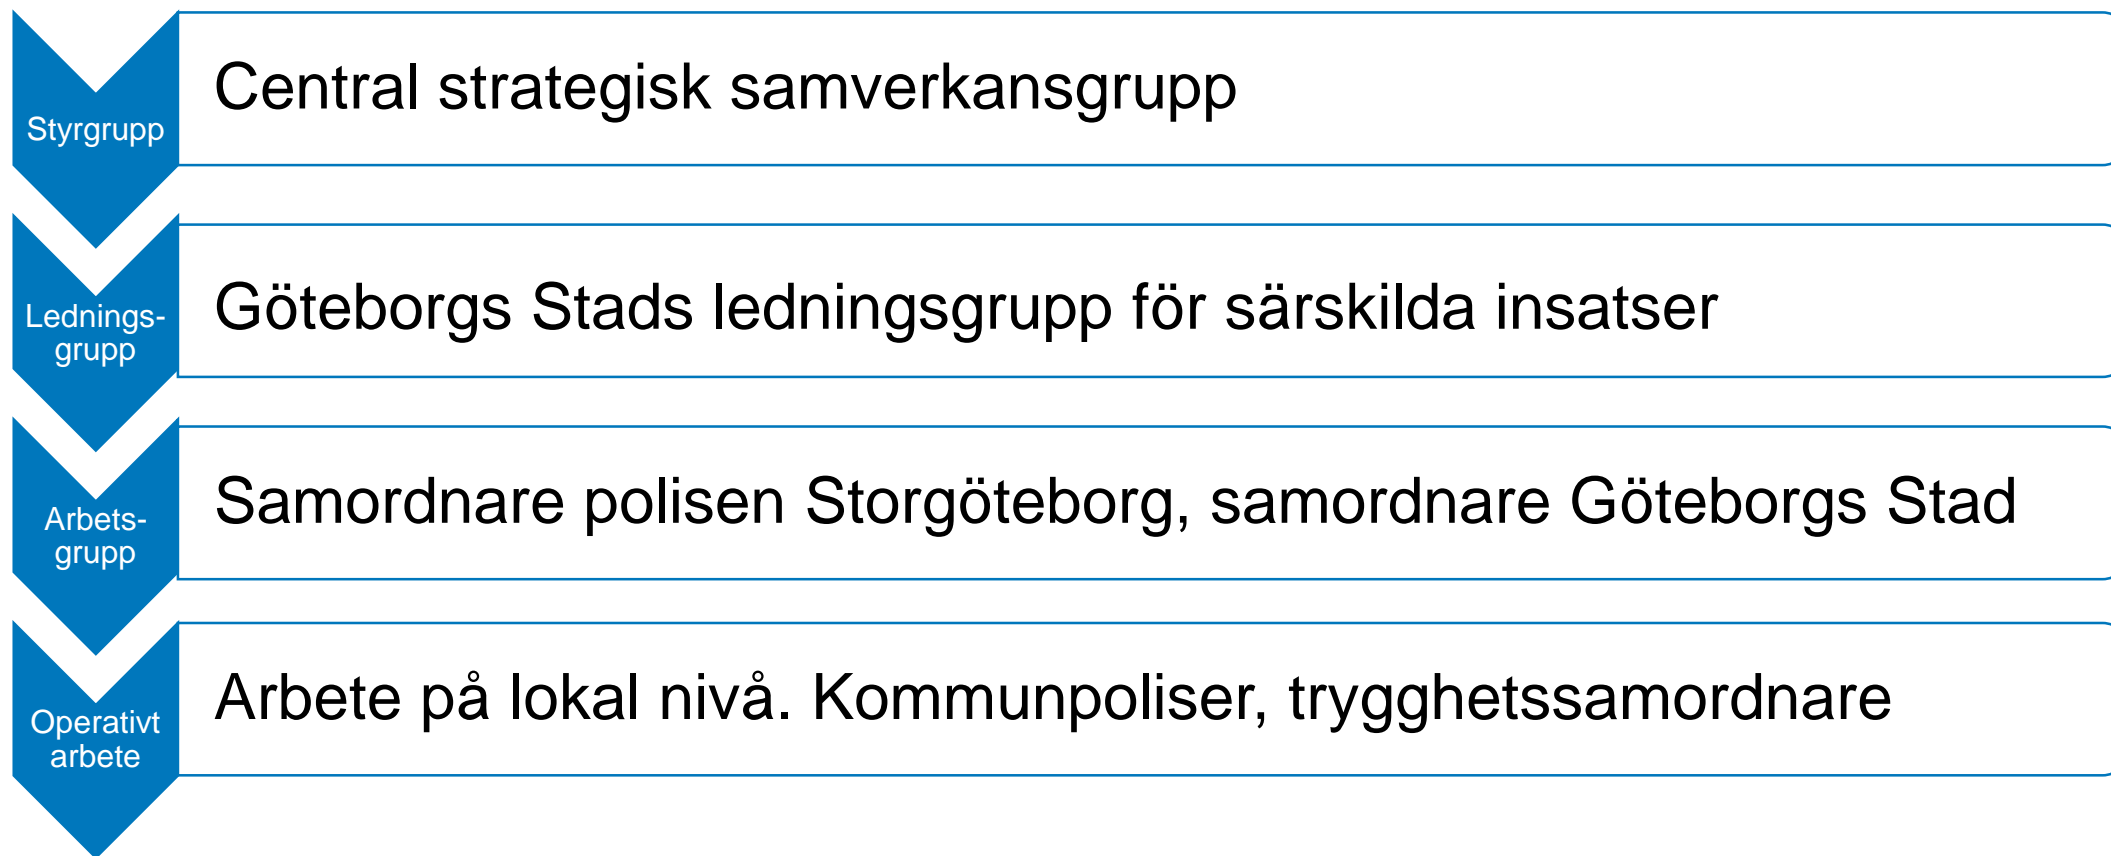 Styrgrupp
Central strategisk samverkansgrupp
Lednings-
grupp
Göteborgs Stads ledningsgrupp för särskilda insatser
Arbets-
grupp
Samordnare polisen Storgöteborg, samordnare Göteborgs Stad
Operativt
arbete
Arbete på lokal nivå. Kommunpoliser, trygghetssamordnare